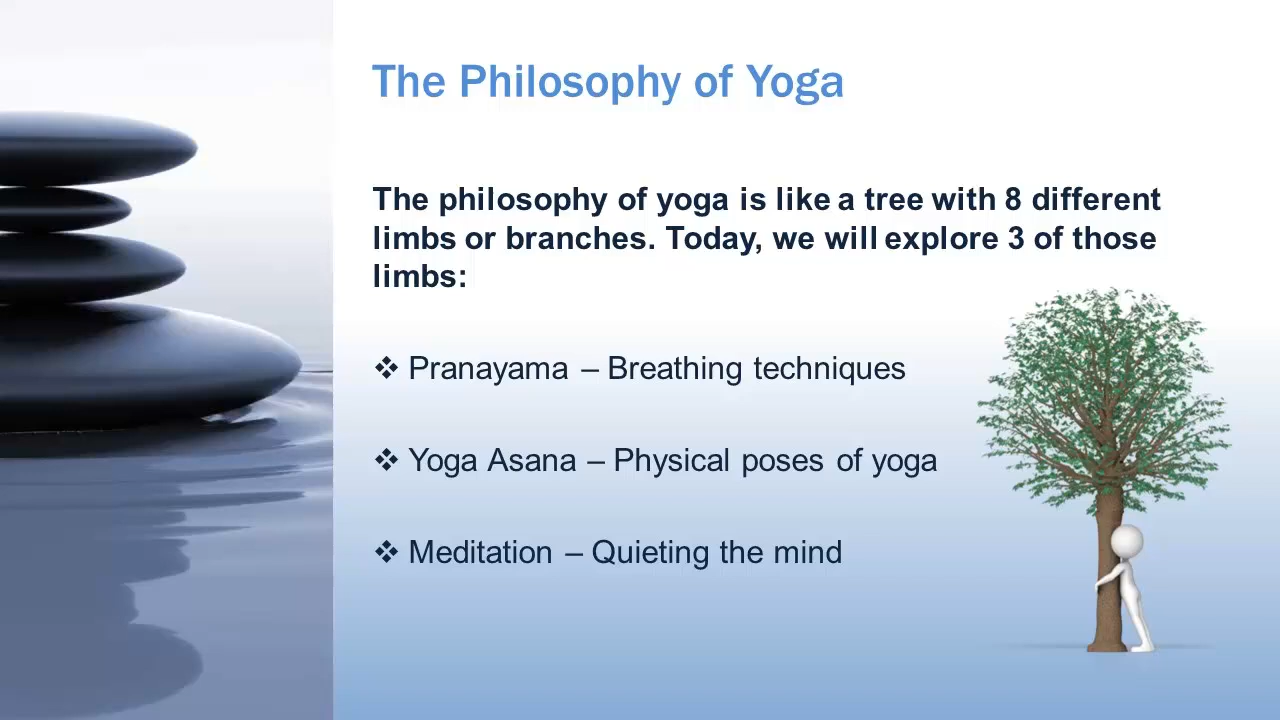 The Philosophy of Yoga
The philosophy of yoga is like a tree with 8 different
limbs or branches. Today, we will explore 3 of those
limbs:
❖ Pranayama – Breathing techniques
❖ Yoga Asana – Physical poses of yoga
❖ Meditation – Quieting the mind